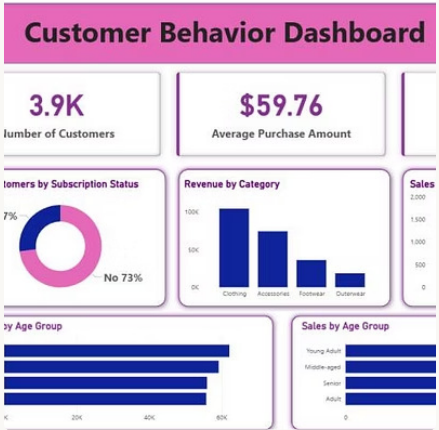 Customer Behavior Dashboard
3.9K
$59.76
Number of Customers
Average Purchase Amount
tomers by Subscription Status
7%
No 73%
Revenue by Category
100K
50K
0K
Clothing
Accessories
Footwear
Outerwear
Sales
2,000
1,500
1,000
500
0
by Age Group
20K
40K
60K
Sales by Age Group
Young Adult
Middle-aged
Senior
Adult
0